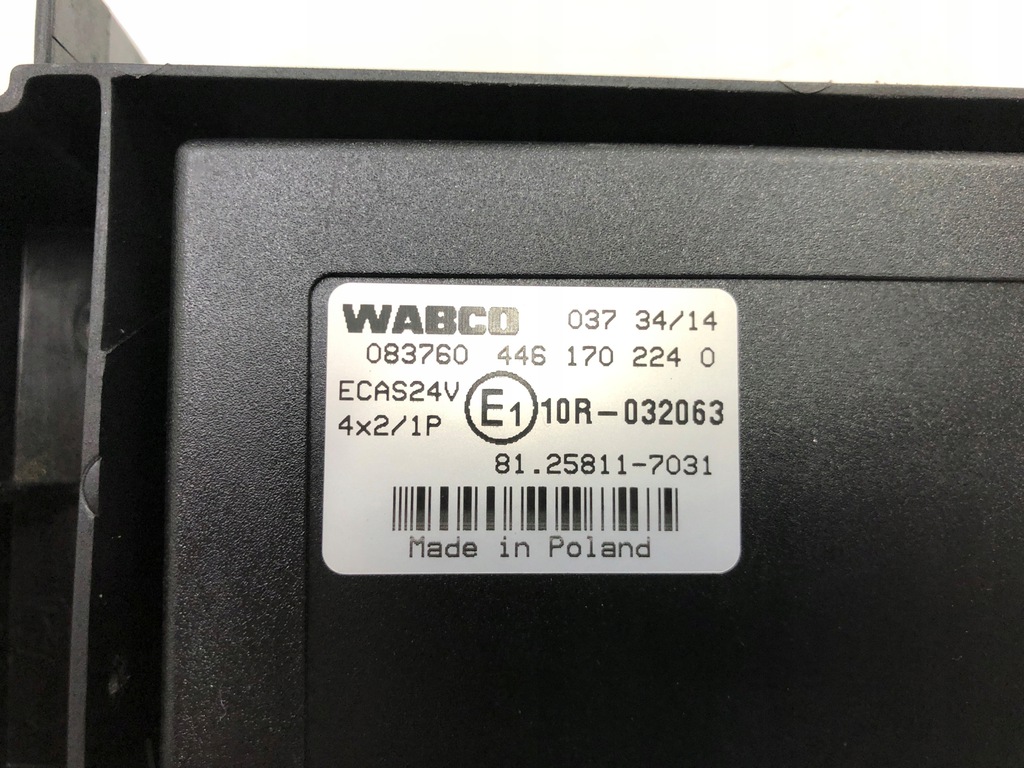 WABCO 037 34/14
083760 446 170 224 0
ECAS24V
4x2/1P E1 10R-032063
81.25811-7031
Made in Poland